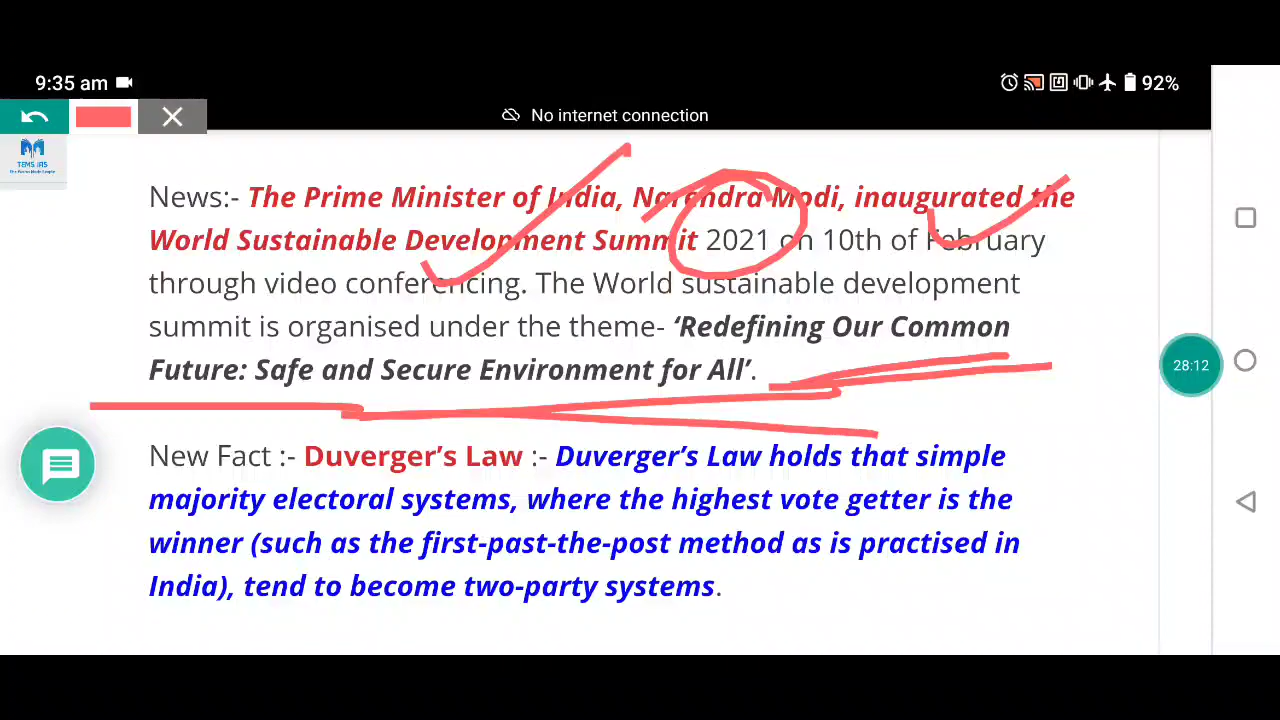 9:35 am
92%
No internet connection
TEMS IAS
News:- The Prime Minister of India, Narendra Modi, inaugurated the
World Sustainable Development Summit 2021 on 10th of February
through video conferencing. The World sustainable development
summit is organised under the theme- ‘Redefining Our Common
Future: Safe and Secure Environment for All’.
28:12
New Fact :- Duverger’s Law :- Duverger’s Law holds that simple
majority electoral systems, where the highest vote getter is the
winner (such as the first-past-the-post method as is practised in
India), tend to become two-party systems.